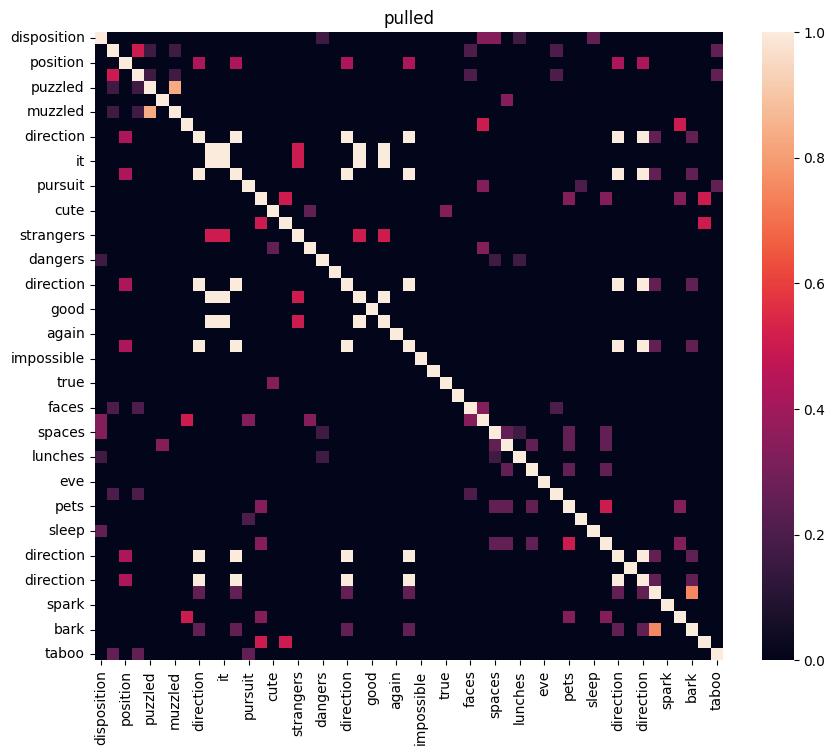 pulled
disposition
position
puzzled
muzzled
direction
it
pursuit
cute
strangers
dangers
direction
good
again
impossible
true
faces
spaces
lunches
eve
pets
sleep
direction
direction
spark
bark
taboo
disposition
position
puzzled
muzzled
direction
it
pursuit
cute
strangers
dangers
direction
good
again
impossible
true
faces
spaces
lunches
eve
pets
sleep
direction
direction
spark
bark
taboo
1.0
0.8
0.6
0.4
0.2
0.0